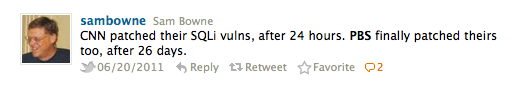 sambowne Sam Bowne
CNN patched their SQLi vulns, after 24 hours. PBS finally patched theirs
too, after 26 days.
06/20/2011 Reply Retweet Favorite 2